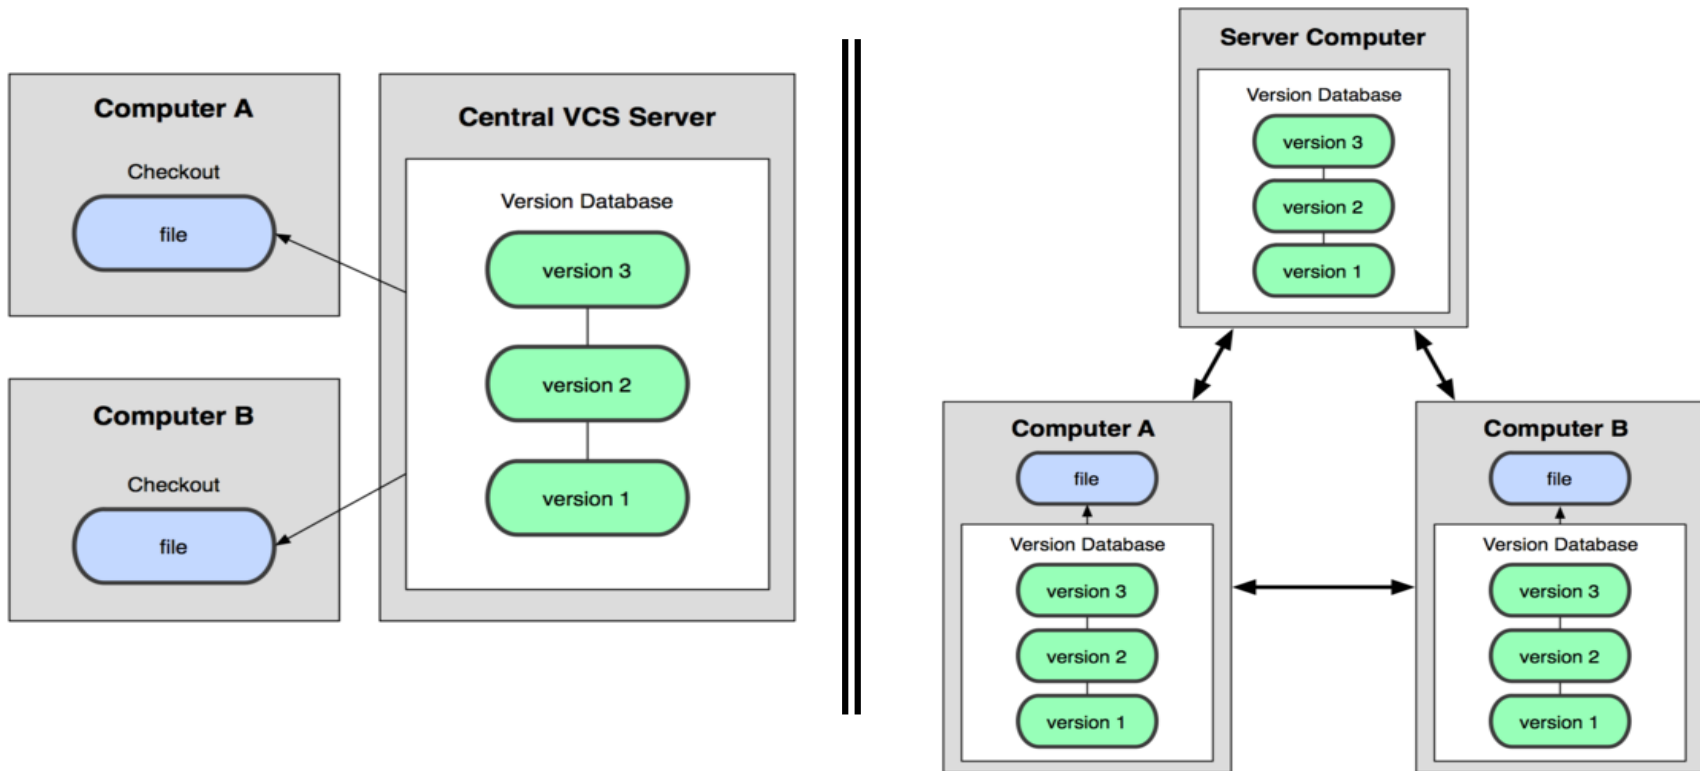 Computer A
Checkout
file
Computer B
Checkout
file
Central VCS Server
Version Database
version 3
version 2
version 1
Server Computer
Version Database
version 3
version 2
version 1
Computer A
file
Version Database
version 3
version 2
version 1
Computer B
file
Version Database
version 3
version 2
version 1